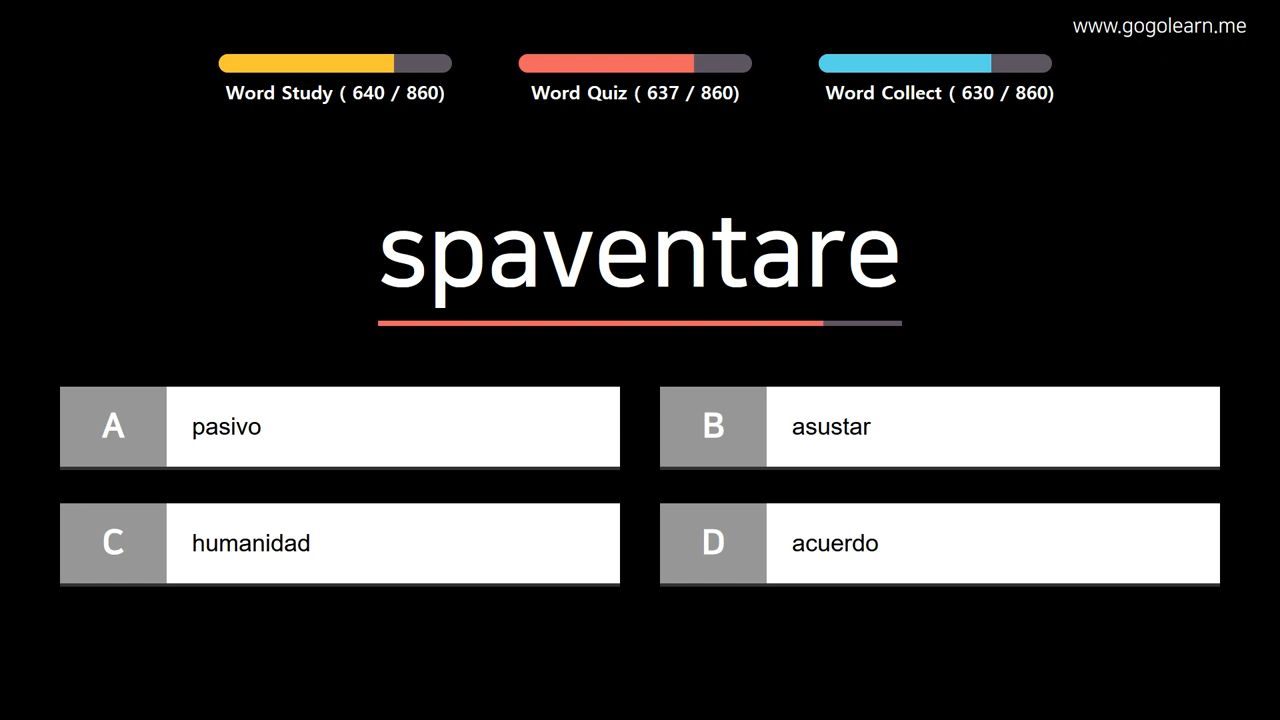 www.gogolearn.me
Word Study ( 640 / 860)
Word Quiz ( 637 / 860)
Word Collect ( 630 / 860)
spaventare
A
pasivo
B
asustar
C
humanidad
D
acuerdo